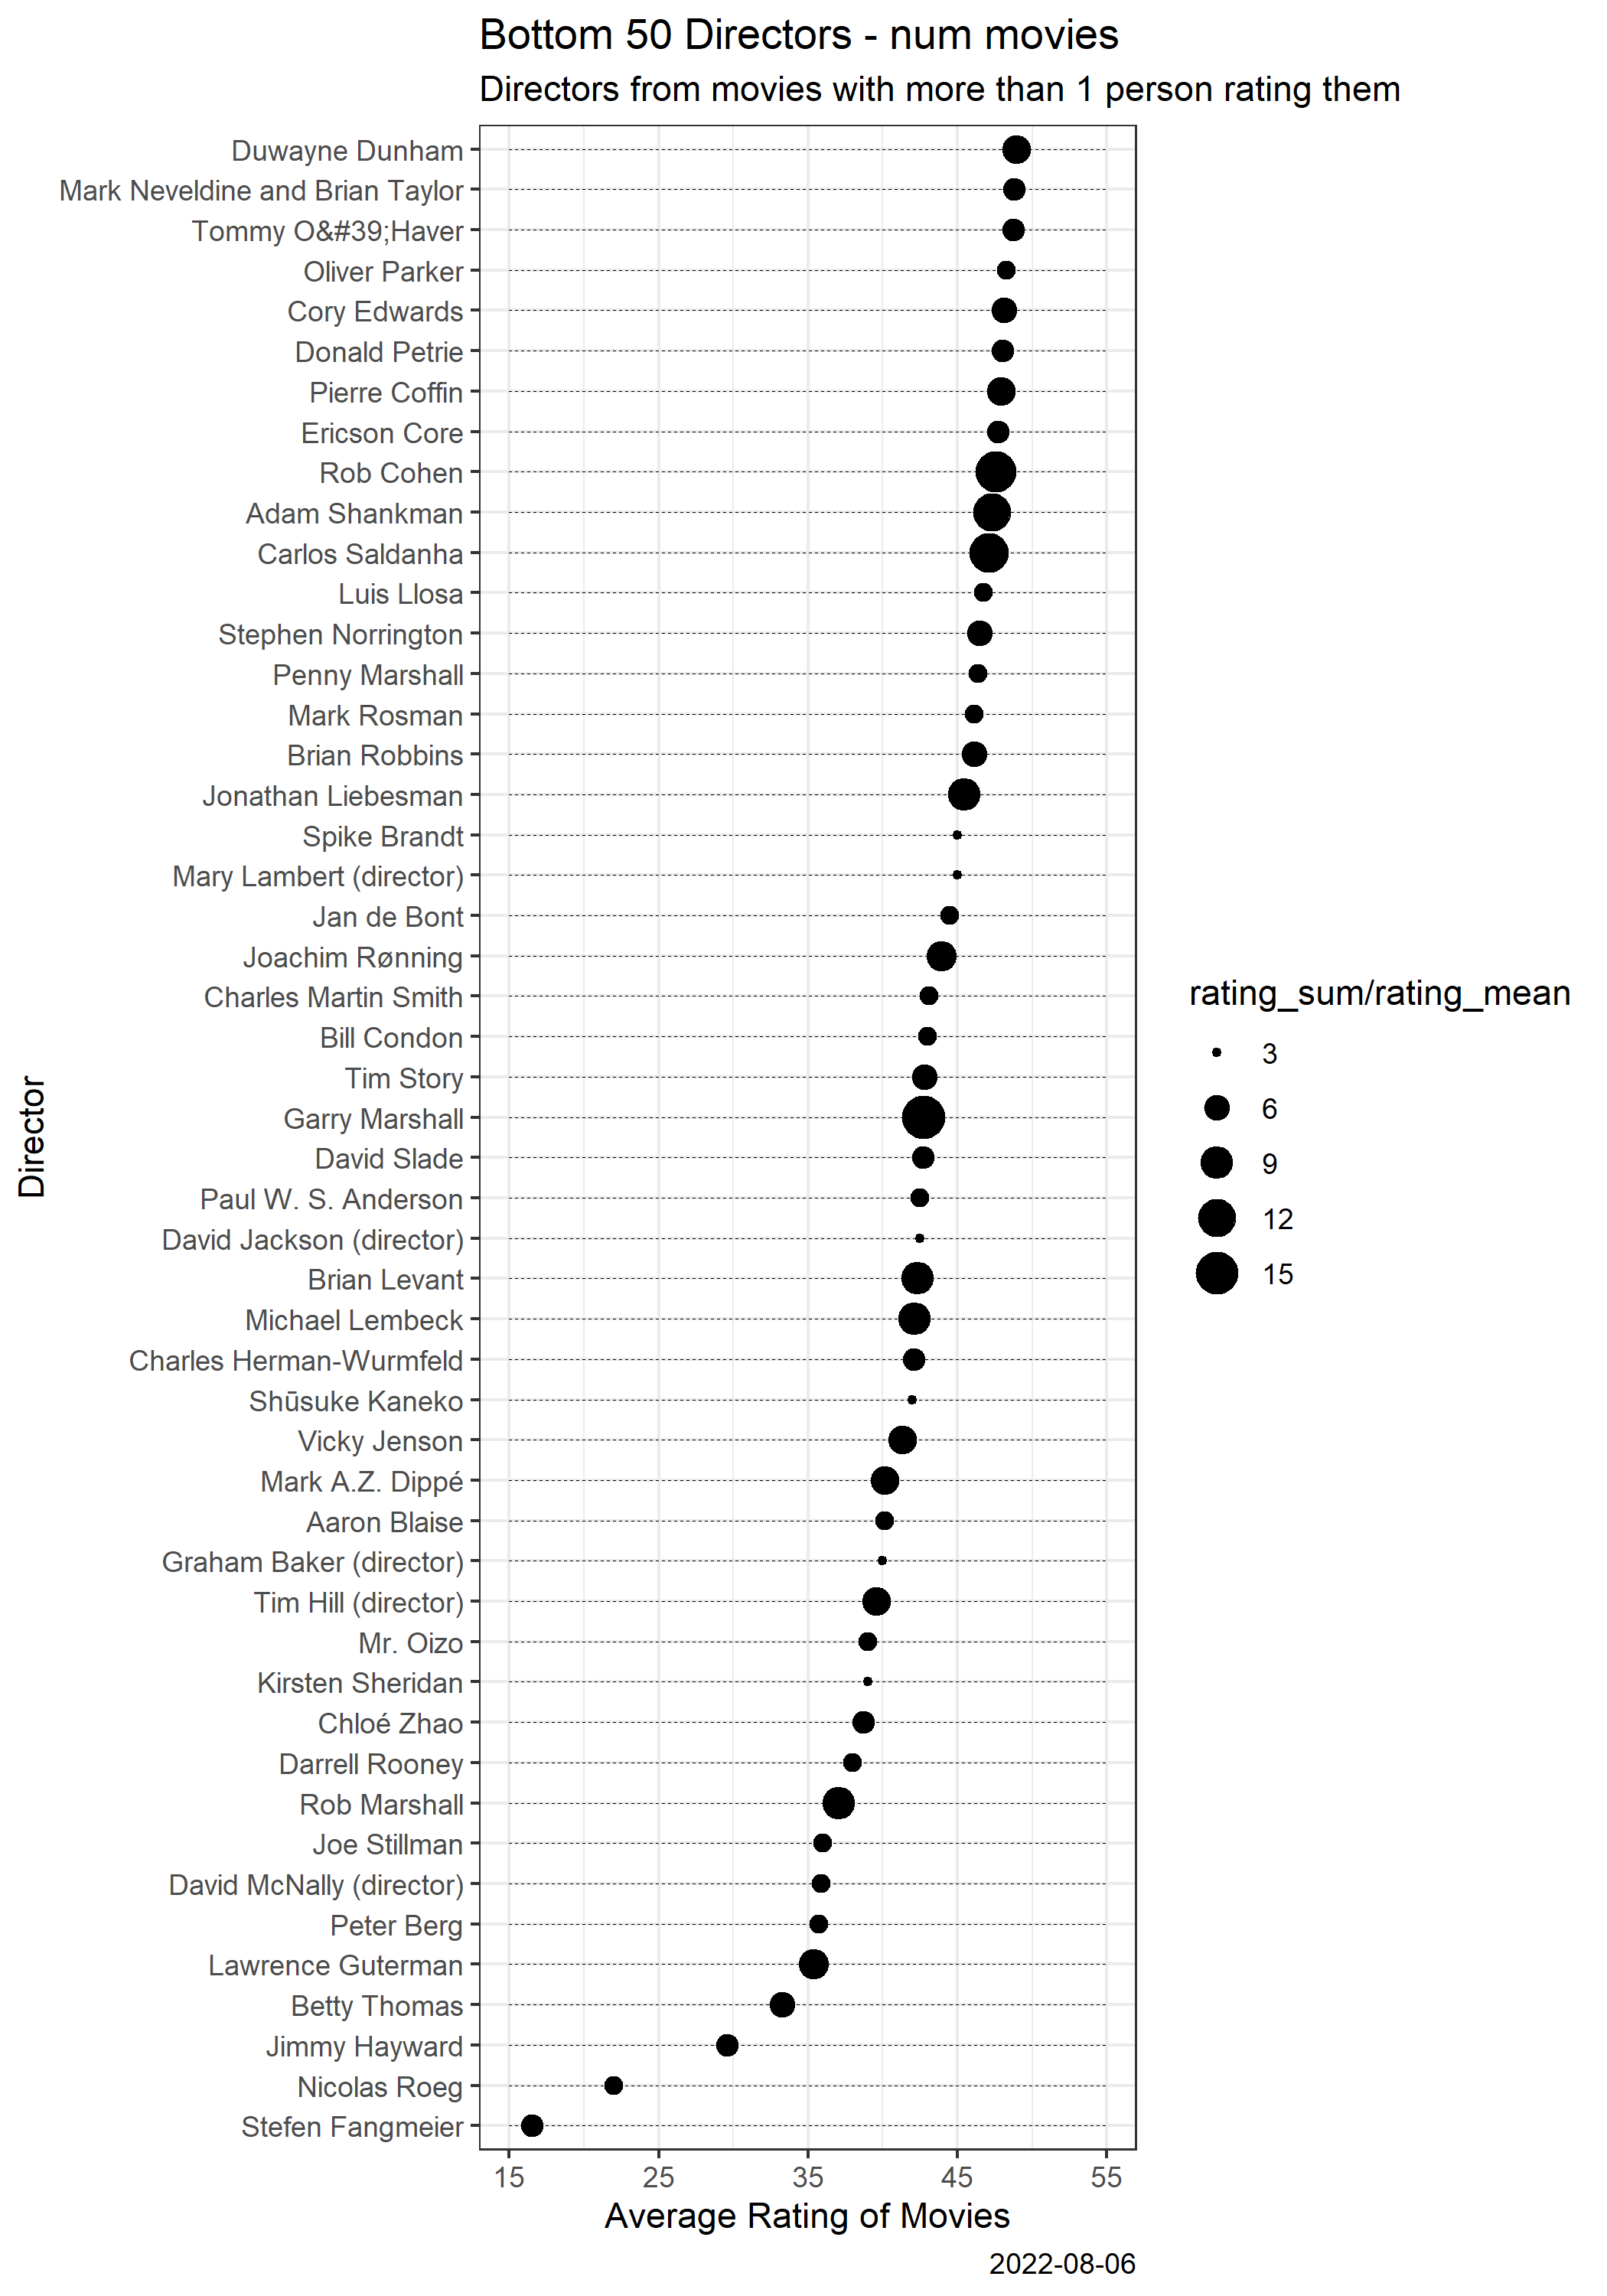 Bottom 50 Directors - num movies
Directors from movies with more than 1 person rating them
Duwayne Dunham
Mark Neveldine and Brian Taylor
Tommy O&#39;Haver
Oliver Parker
Cory Edwards
Donald Petrie
Pierre Coffin
Ericson Core
Rob Cohen
Adam Shankman
Carlos Saldanha
Luis Llosa
Stephen Norrington
Penny Marshall
Mark Rosman
Brian Robbins
Jonathan Liebesman
Spike Brandt
Mary Lambert (director)
Jan de Bont
Joachim Rønning
Charles Martin Smith
Bill Condon
Tim Story
Garry Marshall
David Slade
Paul W. S. Anderson
David Jackson (director)
Brian Levant
Michael Lembeck
Charles Herman-Wurmfeld
Shūsuke Kaneko
Vicky Jenson
Mark A.Z. Dippé
Aaron Blaise
Graham Baker (director)
Tim Hill (director)
Mr. Oizo
Kirsten Sheridan
Chloé Zhao
Darrell Rooney
Rob Marshall
Joe Stillman
David McNally (director)
Peter Berg
Lawrence Guterman
Betty Thomas
Jimmy Hayward
Nicolas Roeg
Stefen Fangmeier
Director
15 25 35 45 55
Average Rating of Movies
rating_sum/rating_mean
3
6
9
12
15
2022-08-06